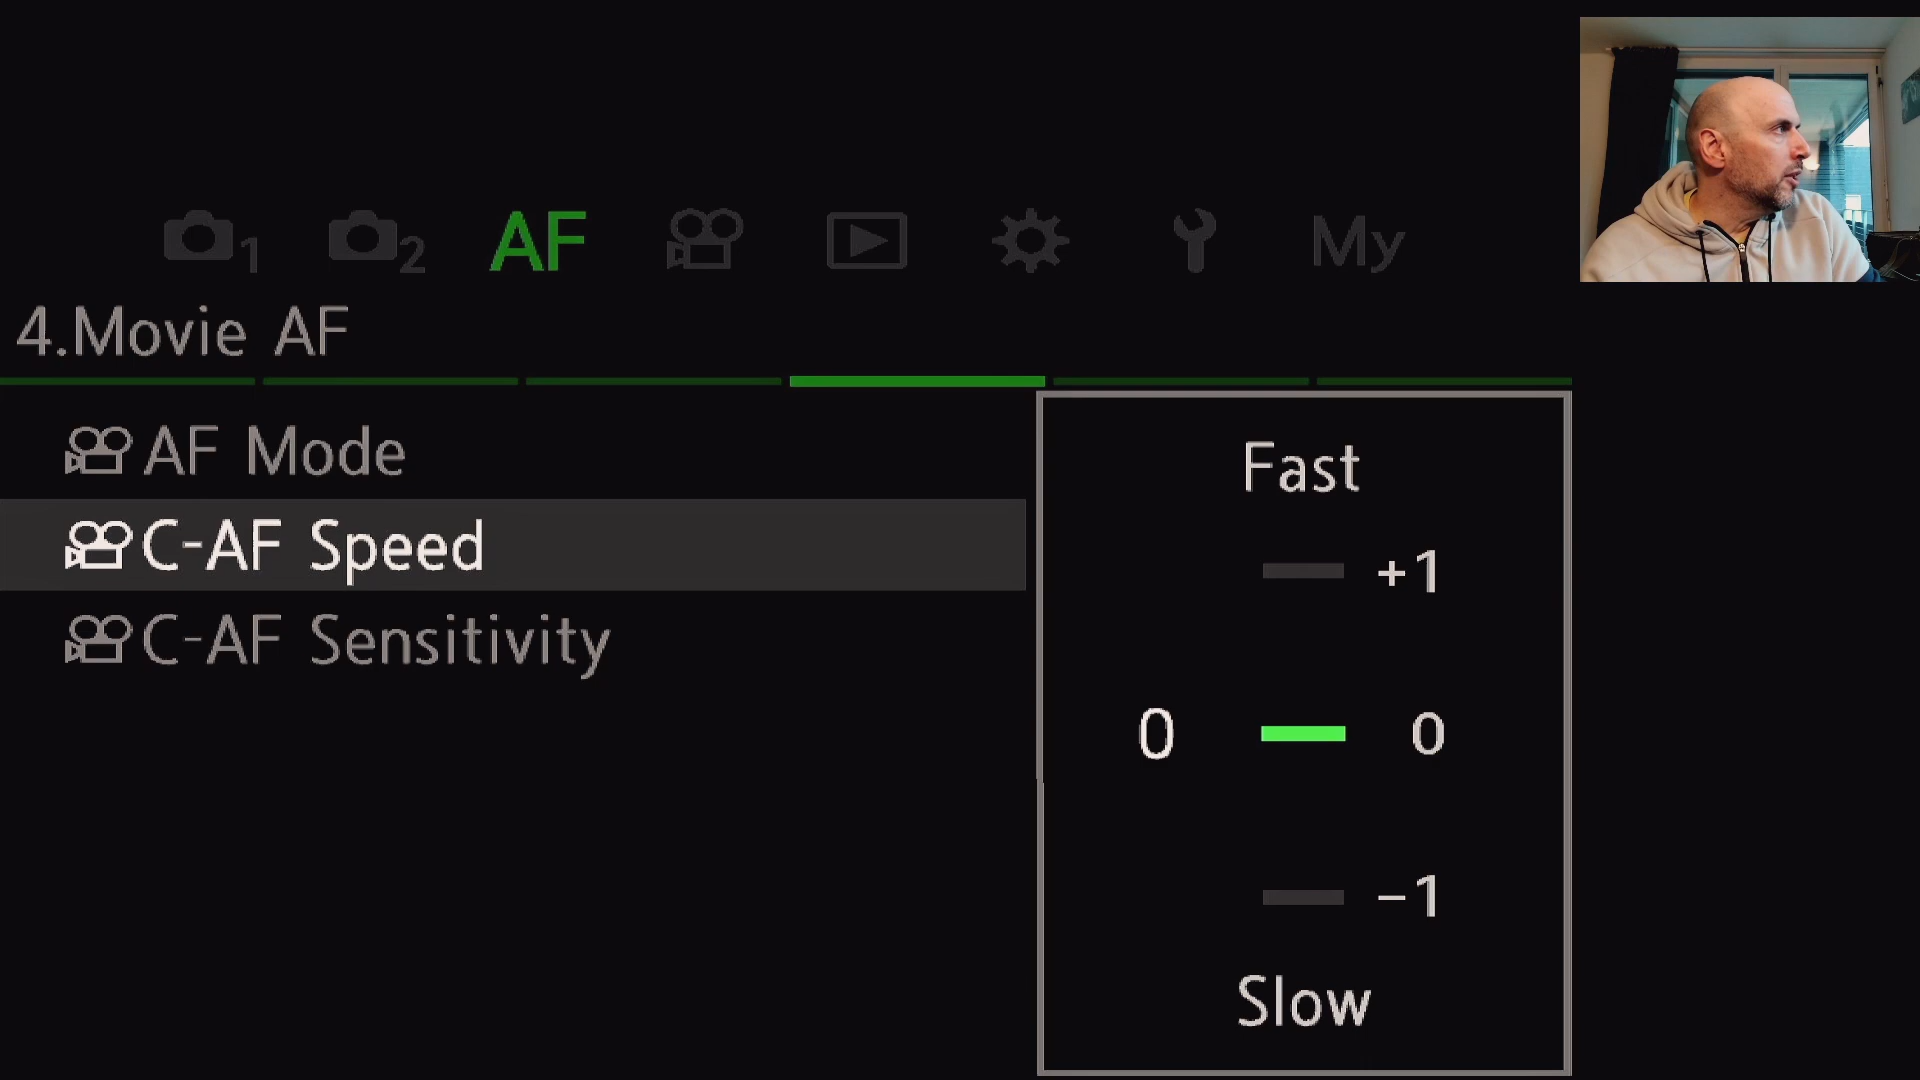 1 2 AF My
4.Movie AF
AF Mode
C-AF Speed
C-AF Sensitivity
Fast
+1
0 0
-1
Slow